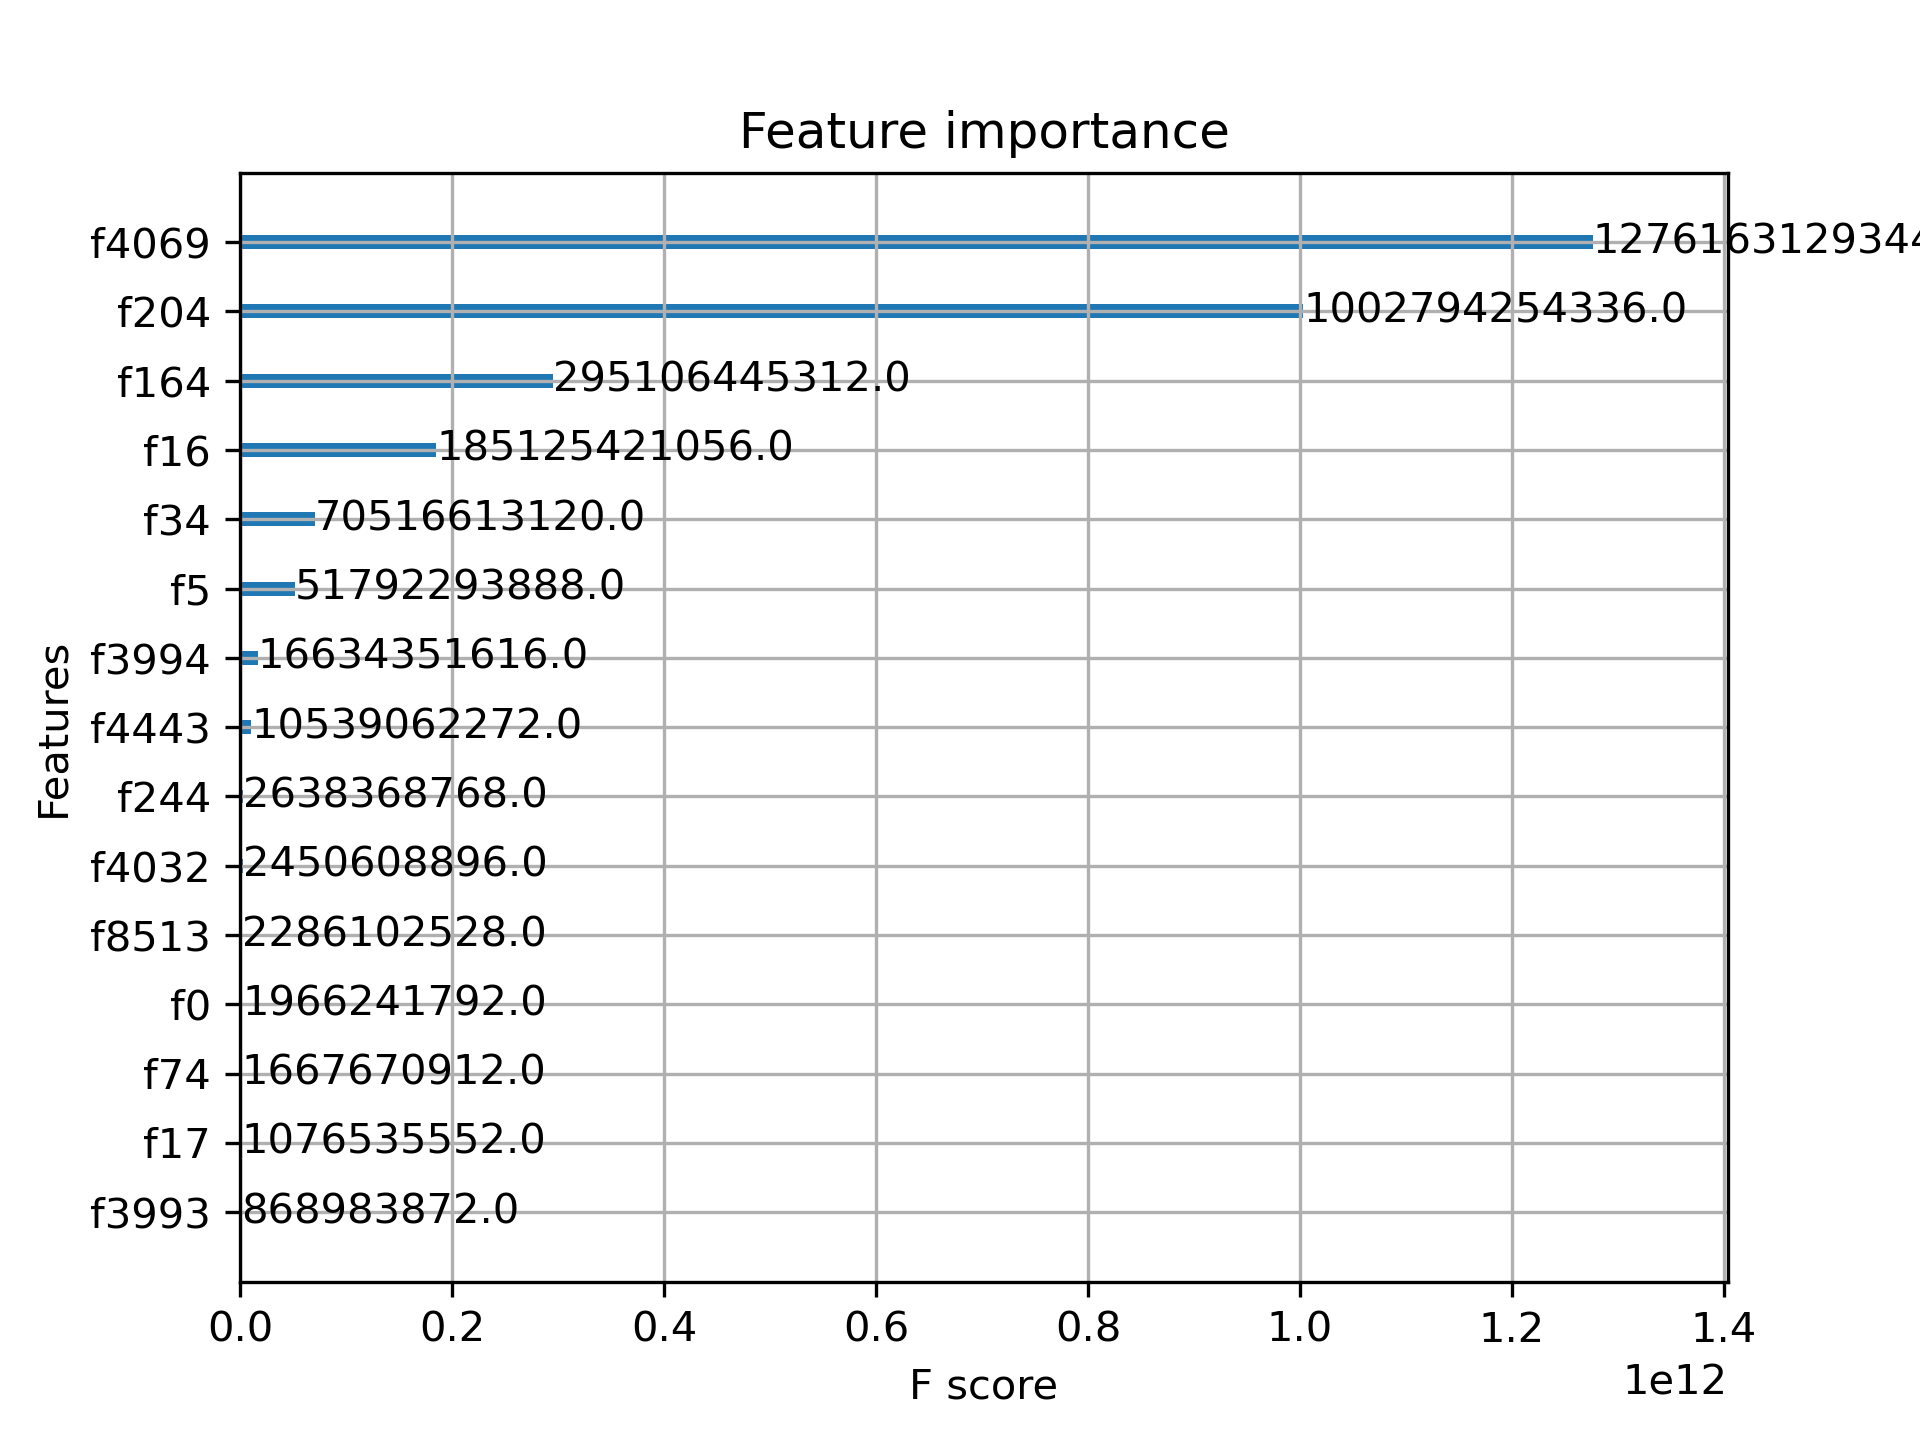 Feature importance
f4069 1276163129344
f204 1002794254336.0
f164 295106445312.0
f16 185125421056.0
f34 70516613120.0
f5 51792293888.0
f3994 16634351616.0
f4443 10539062272.0
f244 2638368768.0
f4032 2450608896.0
f8513 2286102528.0
f0 1966241792.0
f74 1667670912.0
f17 1076535552.0
f3993 868983872.0
Features
0.0 0.2 0.4 0.6 0.8 1.0 1.2 1.4
1e12
F score